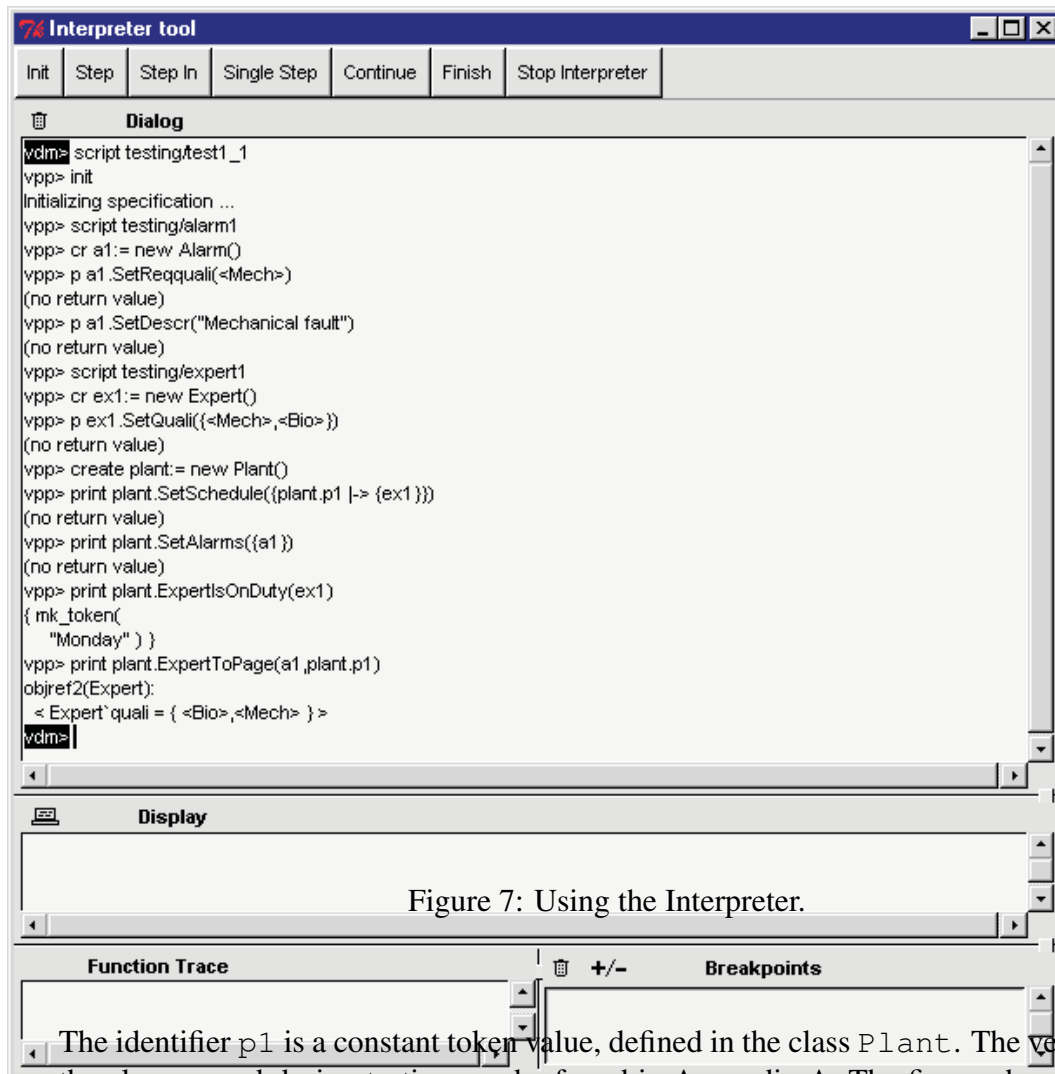 Interpreter tool
Init Step Step In Single Step Continue Finish Stop Interpreter
Dialog
vdm> script testing/test1_1
vpp> init
Initializing specification ...
vpp> script testing/alarm1
vpp> cr a1:= new Alarm()
vpp> p a1.SetReqquali(<Mech>)
(no return value)
vpp> p a1.SetDescr("Mechanical fault")
(no return value)
vpp> script testing/expert1
vpp> cr ex1:= new Expert()
vpp> p ex1.SetQuali({<Mech>,<Bio>})
(no return value)
vpp> create plant:= new Plant()
vpp> print plant.SetSchedule({plant.p1 |-> {ex1}})
(no return value)
vpp> print plant.SetAlarms({a1})
(no return value)
vpp> print plant.ExpertIsOnDuty(ex1)
{ mk_token(
"Monday" ) }
vpp> print plant.ExpertToPage(a1,plant.p1)
objref2(Expert):
< Expert`quali = { <Bio>,<Mech> } >
vdm>
Display
Figure 7: Using the Interpreter.
Function Trace
+/- Breakpoints
The identifier p1 is a constant token value, defined in the class Plant. The